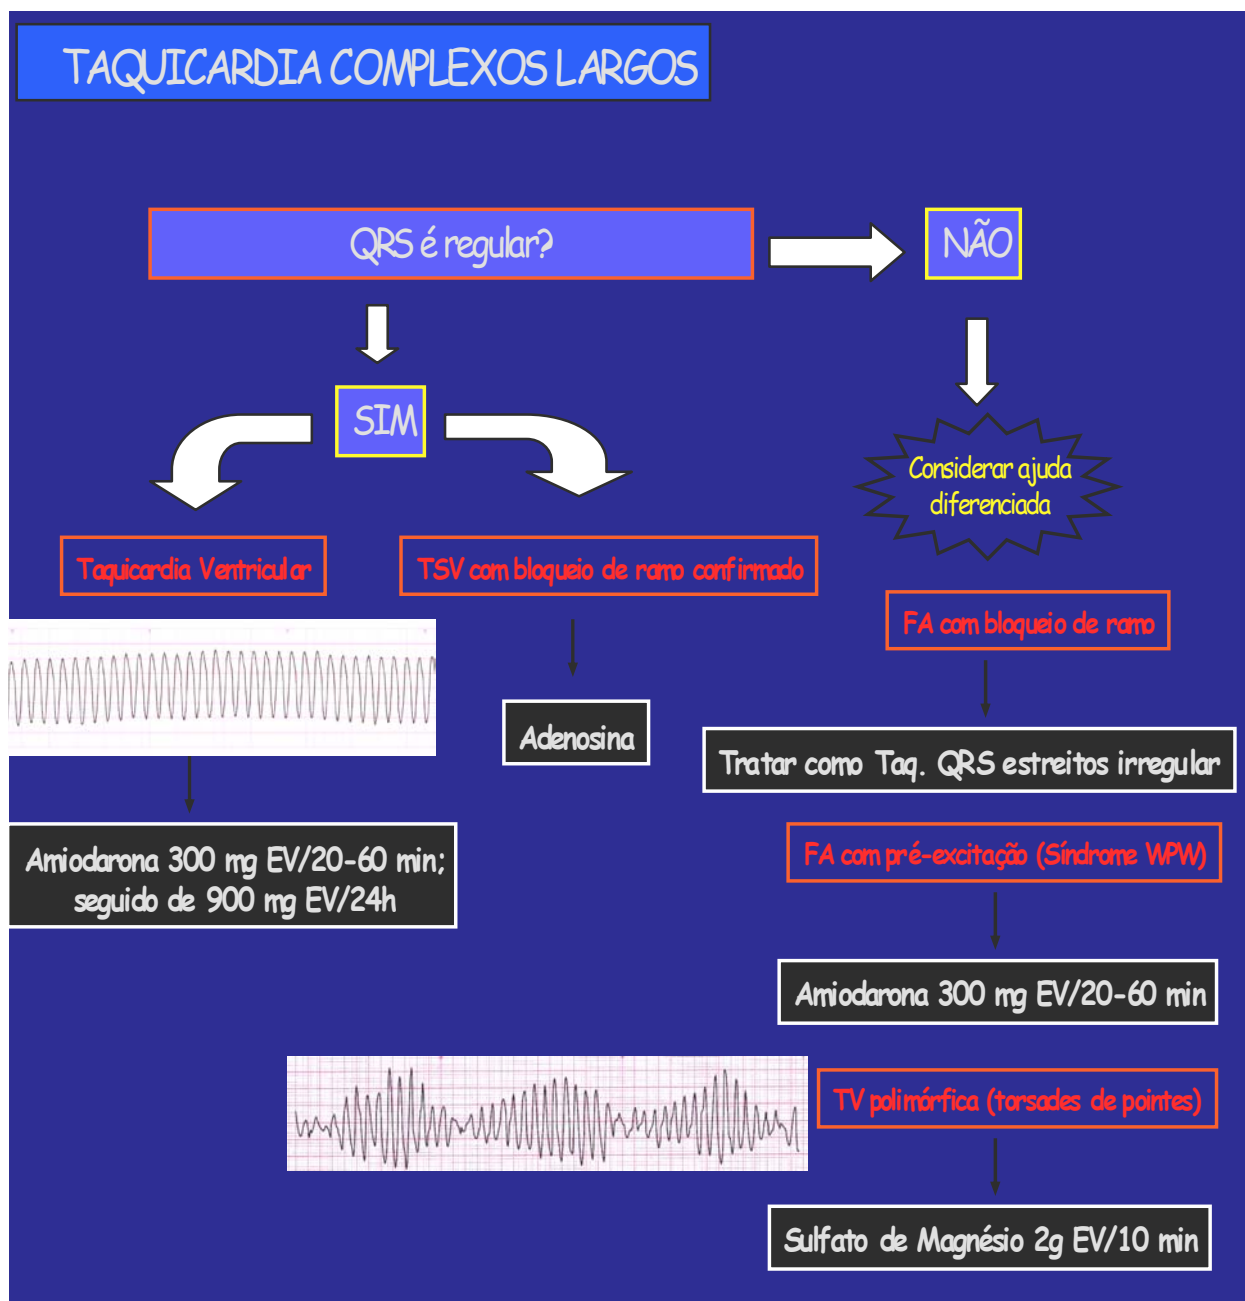 TAQUICARDIA COMPLEXOS LARGOS
QRS é regular?
NÃO
SIM
Considerar ajuda
diferenciada
Taquicardia Ventricular
TSV com bloqueio de ramo confirmado
FA com bloqueio de ramo
Adenosina
Tratar como Taq. QRS estreitos irregular
Amiodarona 300 mg EV/20-60 min;
seguido de 900 mg EV/24h
FA com pré-excitação (Síndrome WPW)
Amiodarona 300 mg EV/20-60 min
TV polimórfica (torsades de pointes)
Sulfato de Magnésio 2g EV/10 min